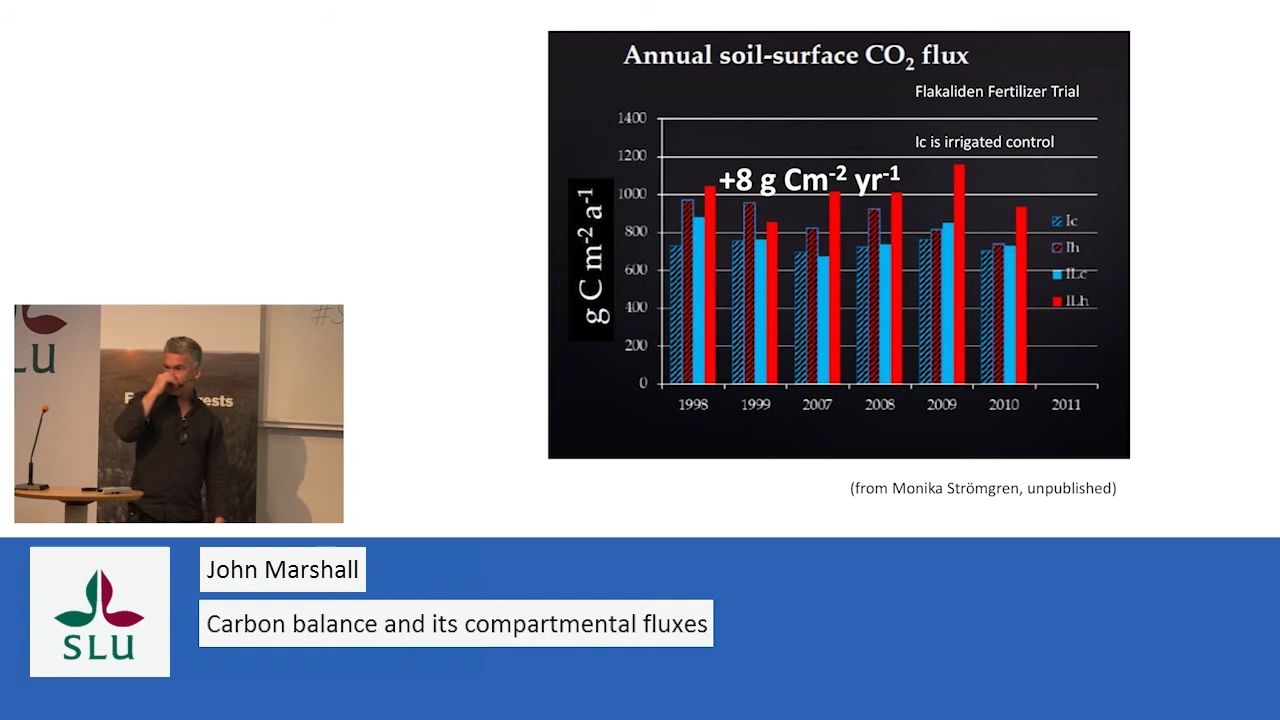 Annual soil-surface CO₂ flux
Flakaliden Fertilizer Trial
Ic is irrigated control
+8 g Cm⁻² yr⁻¹
g C m⁻² a⁻¹
1400
1200
1000
800
600
400
200
0
1998 1999 2007 2008 2009 2010 2011
Ic
Ih
ILc
ILh
(from Monika Strömgren, unpublished)
LU
#S
John Marshall
Carbon balance and its compartmental fluxes
SLU